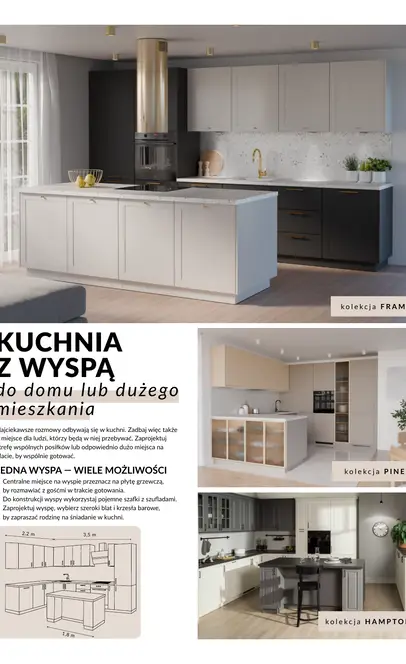 kolekcja FRAM
KUCHNIA
Z WYSPĄ
do domu lub dużego
mieszkania
Najciekawsze rozmowy odbywają się w kuchni. Zadbaj więc także
miejsce dla ludzi, którzy będą w niej przebywać. Zaprojektuj
strefę wspólnych posiłków lub odpowiednio dużo miejsca na
blacie, by wspólnie gotować.
JEDNA WYSPA — WIELE MOŻLIWOŚCI
Centralne miejsce na wyspie przeznacz na płytę grzewczą,
by rozmawiać z gośćmi w trakcie gotowania.
Do konstrukcji wyspy wykorzystaj pojemne szafki z szufladami.
Zaprojektuj wyspę, wybierz szeroki blat i krzesła barowe,
by zapraszać rodzinę na śniadanie w kuchni.
2,2 m
3,5 m
1,8 m
kolekcja PINE
kolekcja HAMPTO